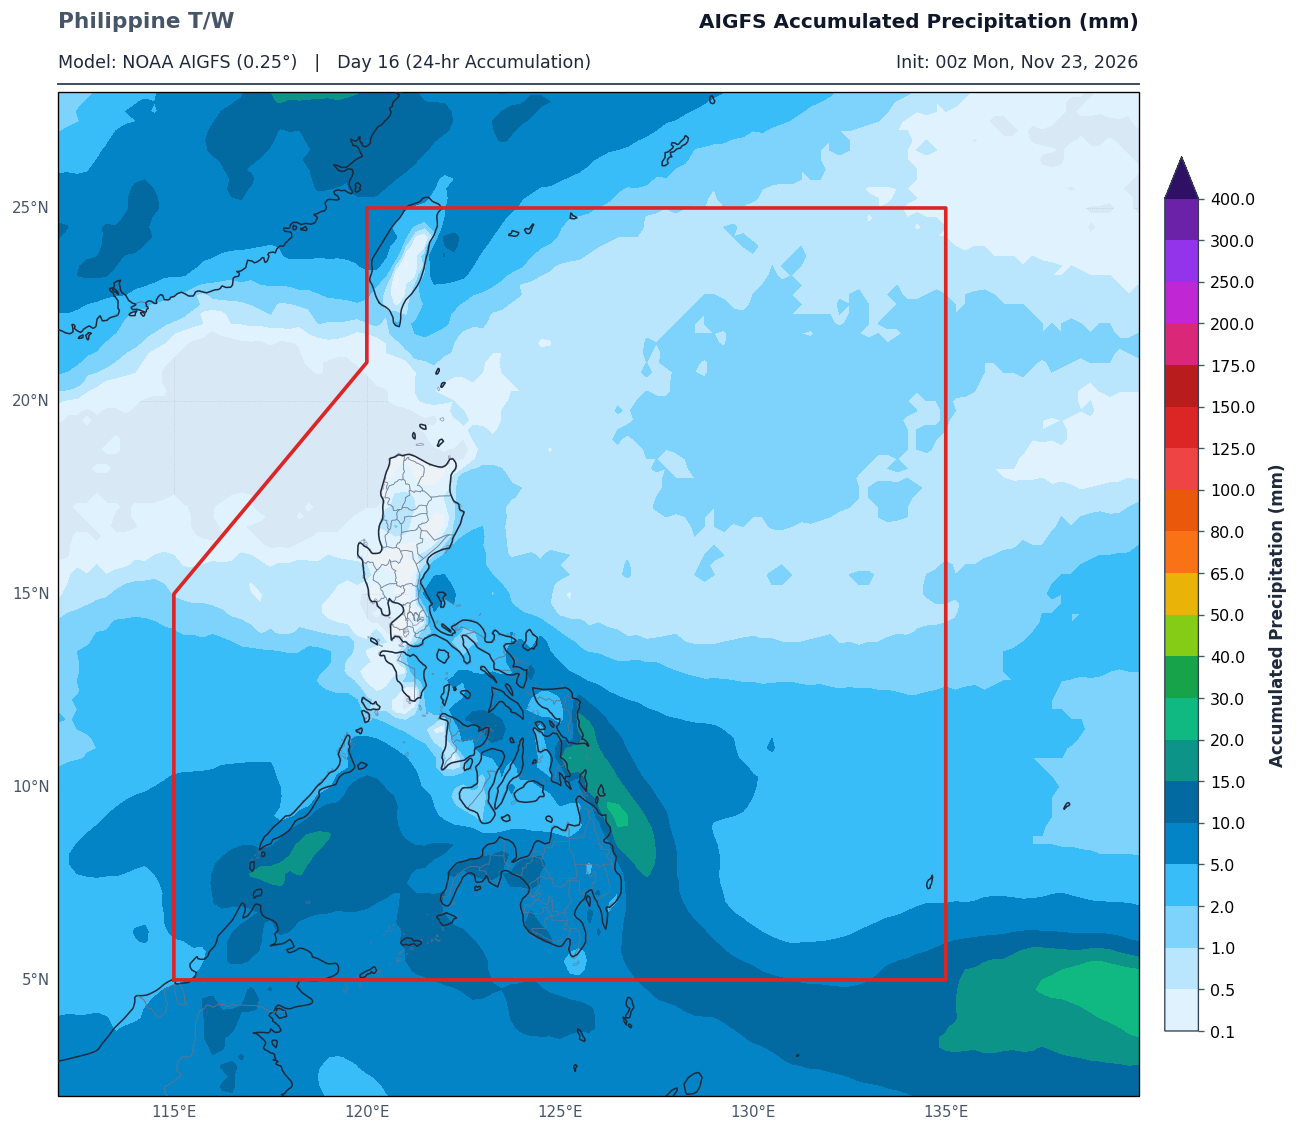 Philippine T/W
AIGFS Accumulated Precipitation (mm)
Model: NOAA AIGFS (0.25°)   |   Day 16 (24-hr Accumulation)
Init: 00z Mon, Nov 23, 2026
25°N
20°N
15°N
10°N
5°N
115°E
120°E
125°E
130°E
135°E
400.0
300.0
250.0
200.0
175.0
150.0
125.0
100.0
80.0
65.0
50.0
40.0
30.0
20.0
15.0
10.0
5.0
2.0
1.0
0.5
0.1
Accumulated Precipitation (mm)